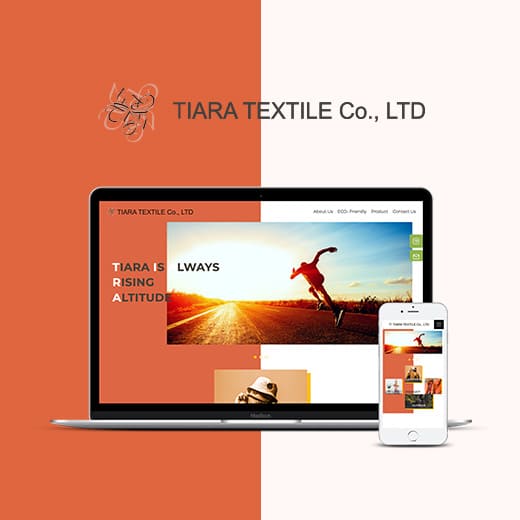 TIARA TEXTILE Co., LTD
TIARA TEXTILE Co., LTD
About Us ECO- Friendly Product Contact Us
TIARA IS ALWAYS
RISING
ALTITUDE
MacBook
TIARA TEXTILE Co., LTD